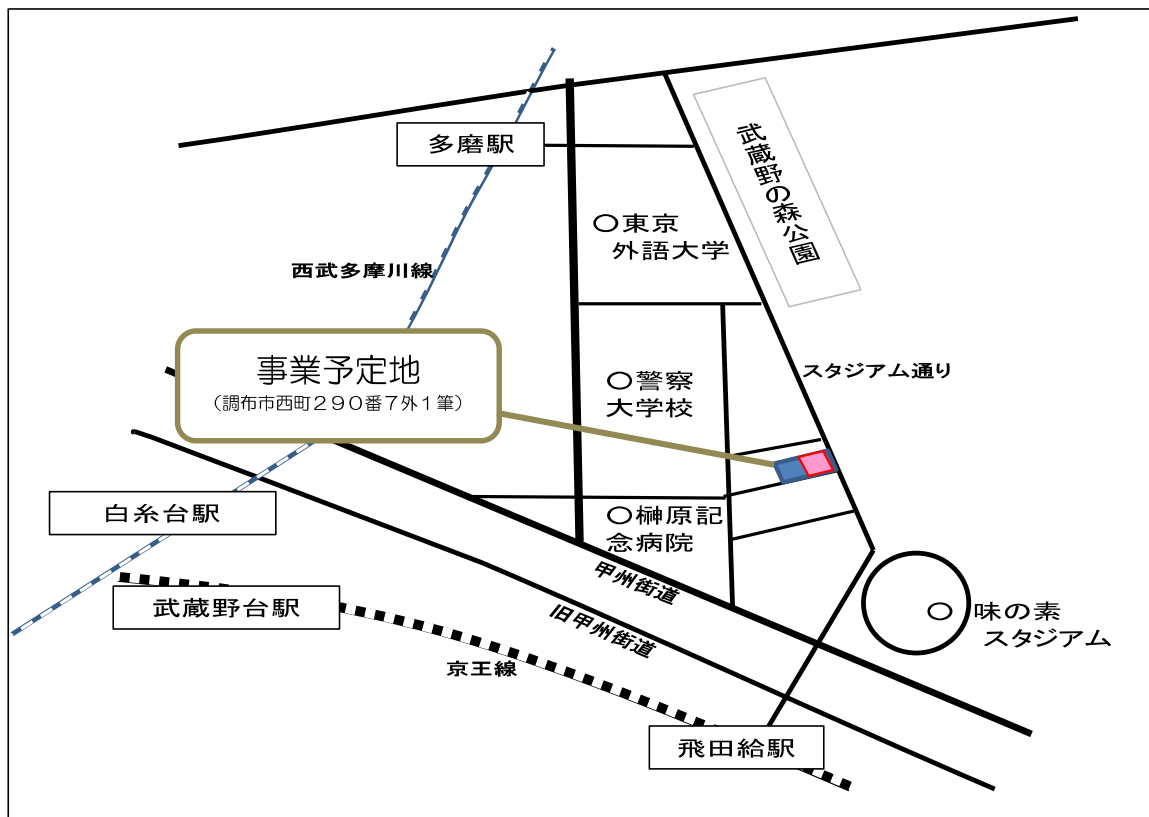 多磨駅
武蔵野の森公園
○東京
外語大学
西武多摩川線
事業予定地
（調布市西町２９０番７外１筆）
スタジアム通り
○警察
大学校
白糸台駅
○榊原記
念病院
甲州街道
武蔵野台駅
旧甲州街道
味の素
スタジアム
京王線
飛田給駅